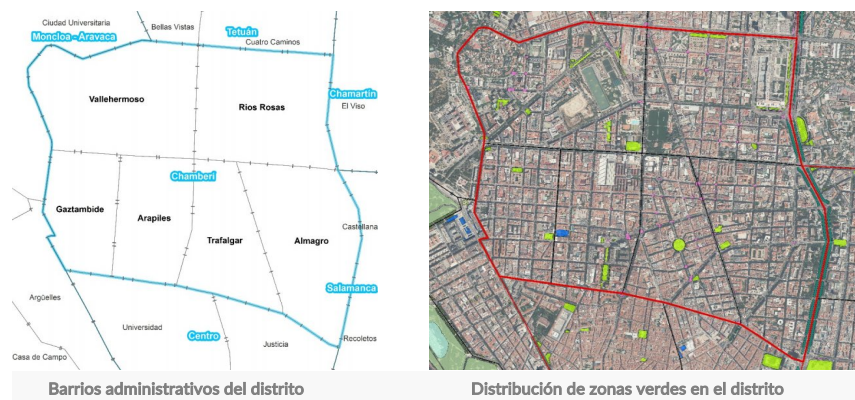 Ciudad Universitaria
Bellas Vistas
Tetuán
Moncloa - Aravaca
Cuatro Caminos
Chamartín
Vallehermoso
Rios Rosas
El Viso
Chamberí
Gaztambide
Arapiles
Castellana
Trafalgar
Almagro
Salamanca
Argüelles
Universidad
Centro
Justicia
Recoletos
Casa de Campo
Barrios administrativos del distrito
Distribución de zonas verdes en el distrito